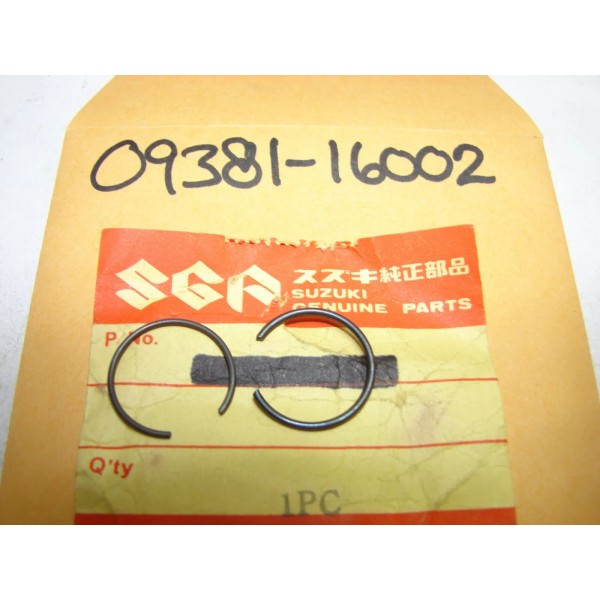 09381-16002
SGP スズキ純正部品
SUZUKI
GENUINE PARTS
P/No.
Q'ty
1PC